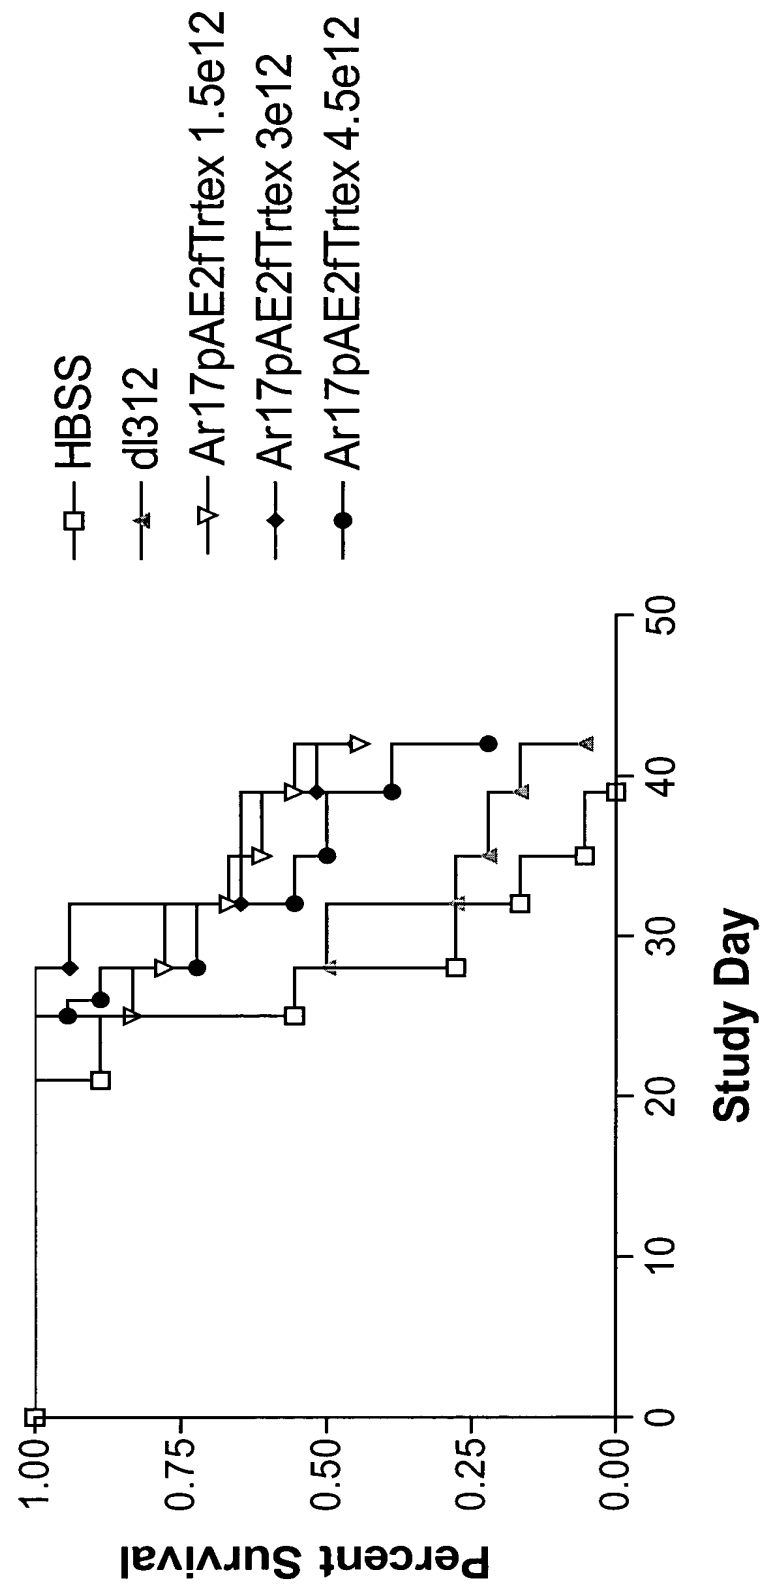 HBSS
dl312
Ar17pAE2fTrtex 1.5e12
Ar17pAE2fTrtex 3e12
Ar17pAE2fTrtex 4.5e12
Percent Survival
1.00
0.75
0.50
0.25
0.00
0
10
20
30
40
50
Study Day